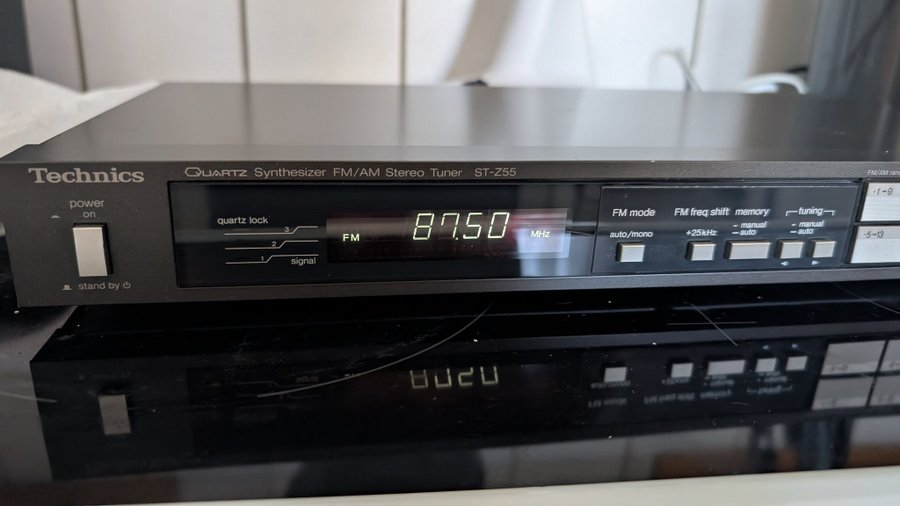 Technics
QUARTZ Synthesizer FM/AM Stereo Tuner ST-Z55
FM/AM
power
on
stand by
quartz lock
3
2
1 signal
FM 87.50 MHz
FM mode FM freq shift memory tuning
auto/mono +25kHz – manual – manual
– auto – auto
·1–9
·5–13